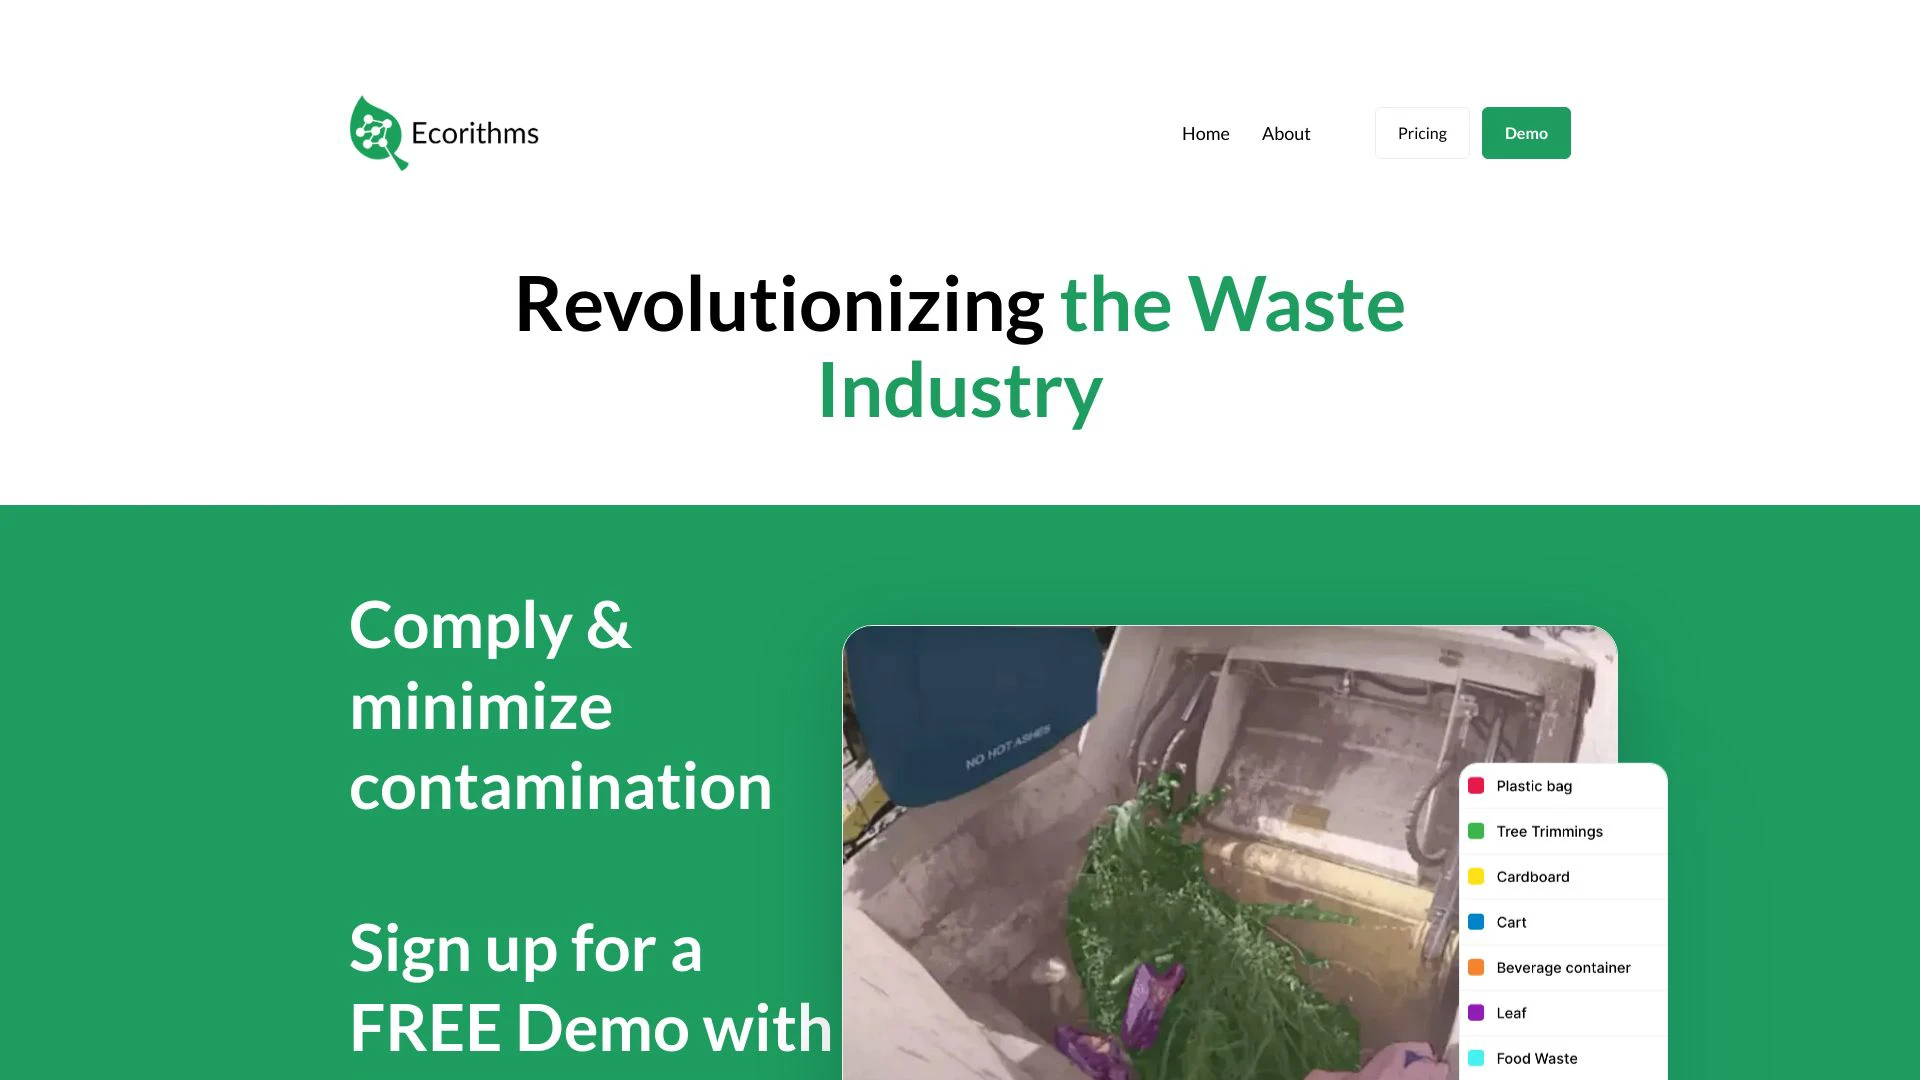 Ecorithms
Home
About
Pricing
Demo
Revolutionizing the Waste
Industry
Comply &
minimize
contamination
Sign up for a
FREE Demo with
NO HOT ASHES
Plastic bag
Tree Trimmings
Cardboard
Cart
Beverage container
Leaf
Food Waste